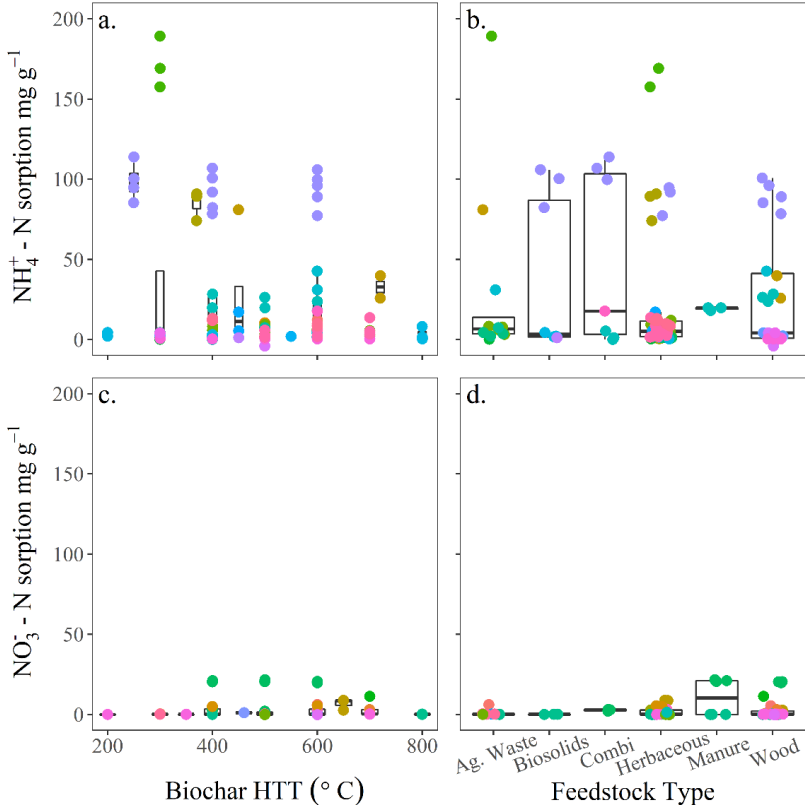 a.
b.
NH₄⁺ - N sorption mg g⁻¹
200
150
100
50
0
c.
d.
NO₃⁻ - N sorption mg g⁻¹
200
150
100
50
0
200
400
600
800
Ag. Waste
Biosolids
Combi
Herbaceous
Manure
Wood
Biochar HTT (° C)
Feedstock Type